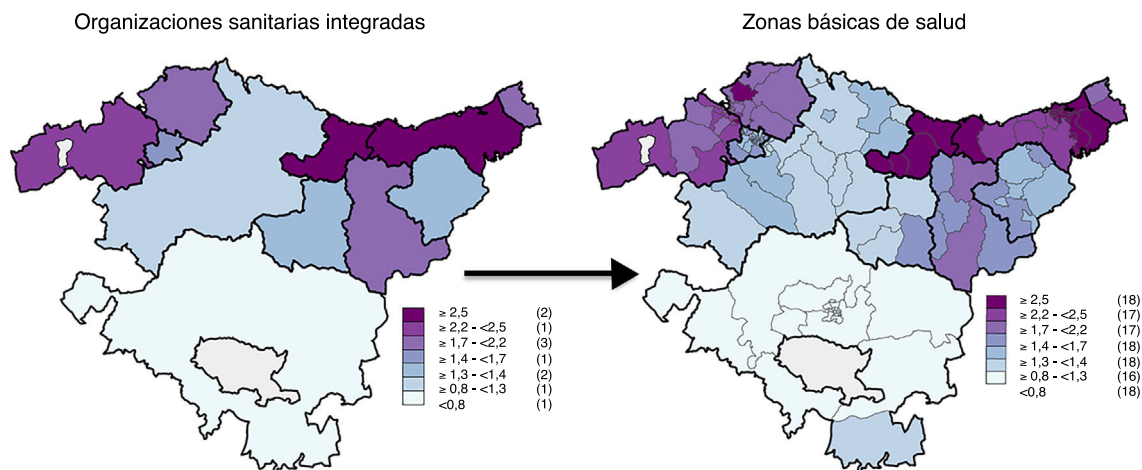 Organizaciones sanitarias integradas
Zonas básicas de salud
≥ 2,5 (2)
≥ 2,2 - <2,5 (1)
≥ 1,7 - <2,2 (3)
≥ 1,4 - <1,7 (1)
≥ 1,3 - <1,4 (2)
≥ 0,8 - <1,3 (1)
<0,8 (1)
≥ 2,5 (18)
≥ 2,2 - <2,5 (17)
≥ 1,7 - <2,2 (17)
≥ 1,4 - <1,7 (18)
≥ 1,3 - <1,4 (18)
≥ 0,8 - <1,3 (16)
<0,8 (18)